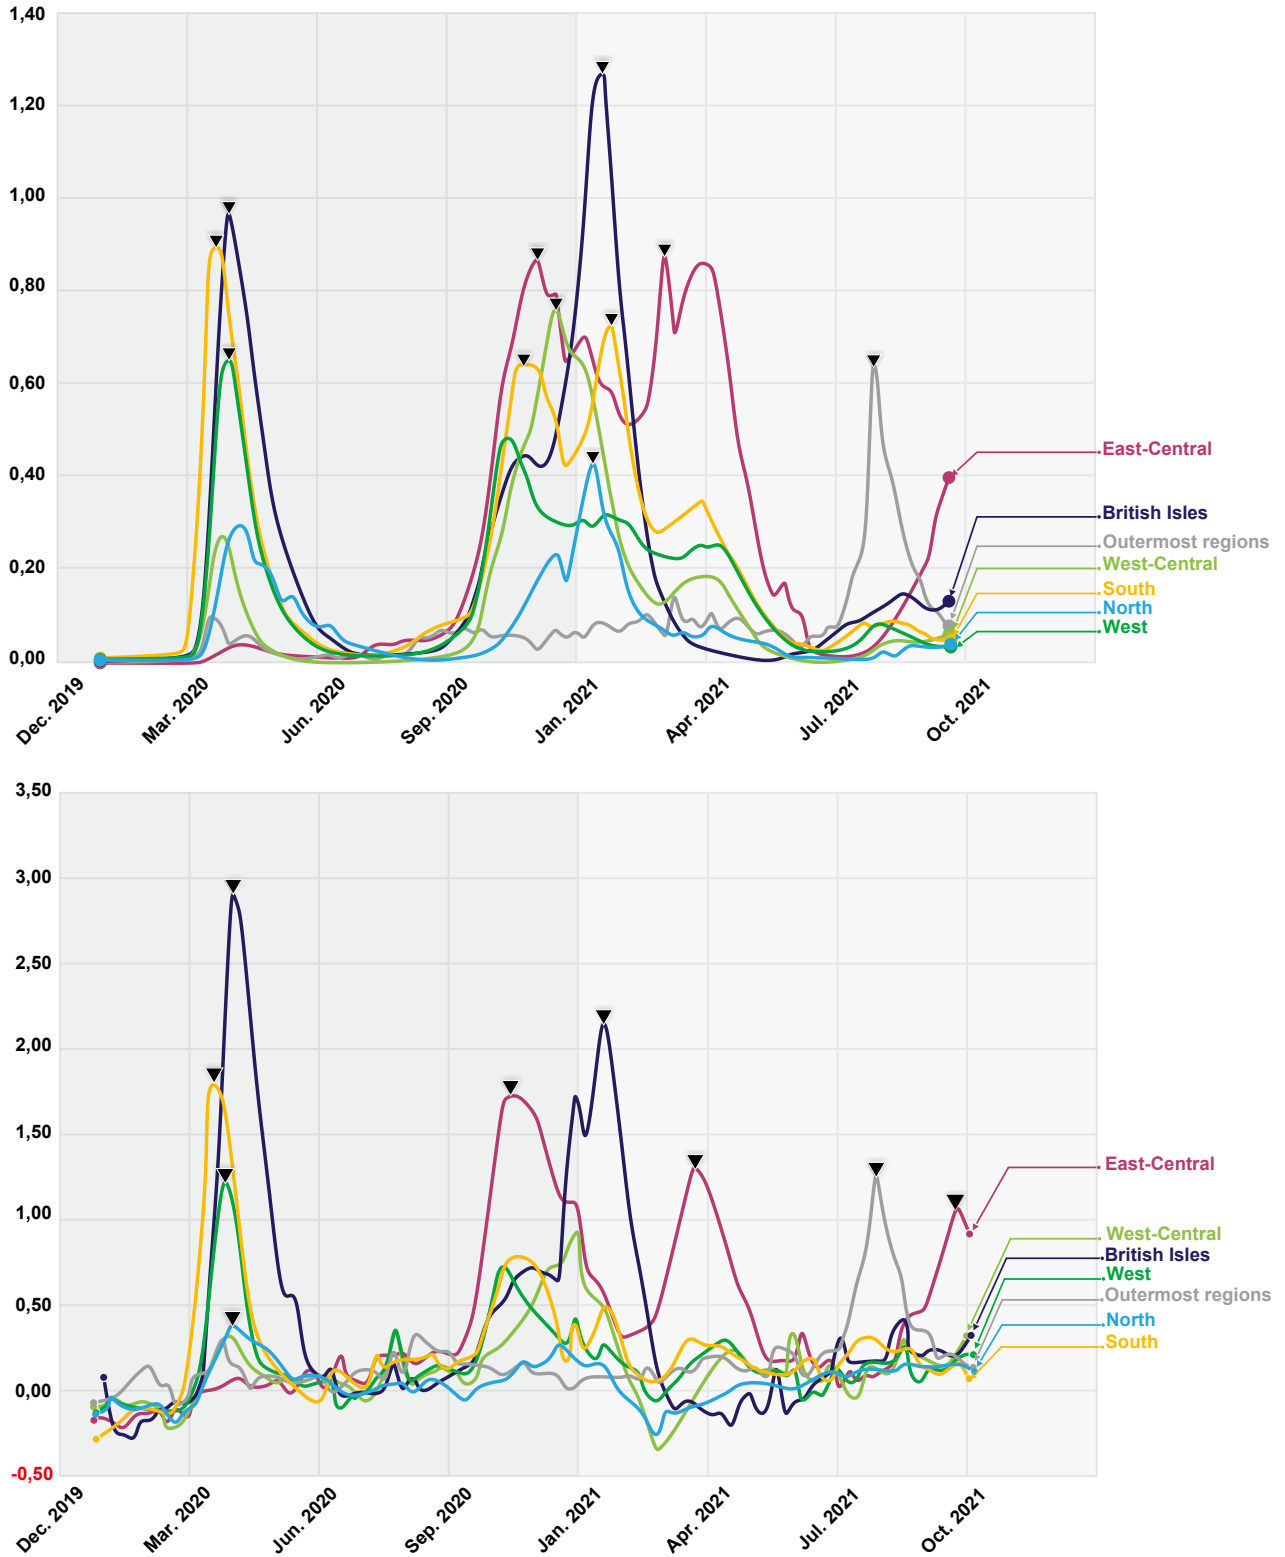 1,40
1,20
1,00
0,80
0,60
0,40
0,20
0,00
East-Central
British Isles
Outermost regions
West-Central
South
North
West
Dec. 2019
Mar. 2020
Jun. 2020
Sep. 2020
Jan. 2021
Apr. 2021
Jul. 2021
Oct. 2021
3,50
3,00
2,50
2,00
1,50
1,00
0,50
0,00
-0,50
East-Central
West-Central
British Isles
West
Outermost regions
North
South
Dec. 2019
Mar. 2020
Jun. 2020
Sep. 2020
Jan. 2021
Apr. 2021
Jul. 2021
Oct. 2021